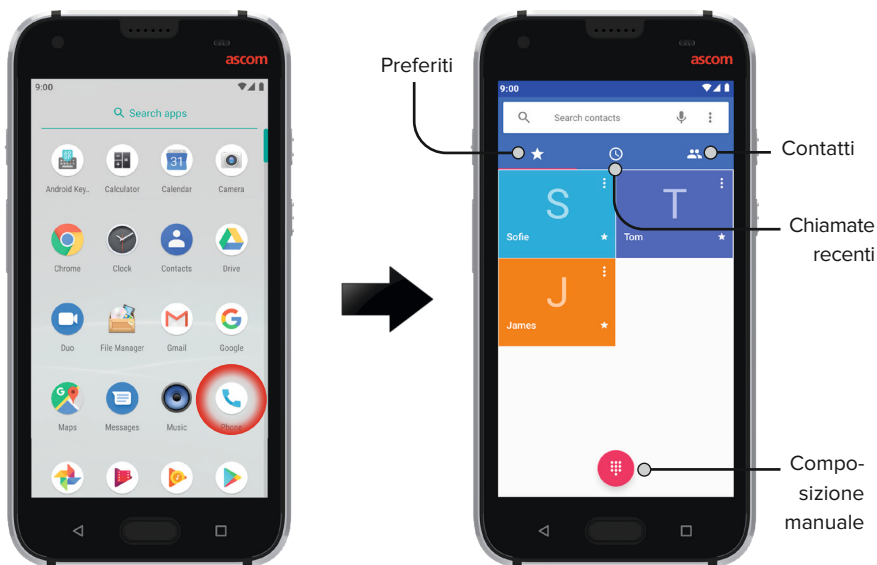 ascom
9:00
Search apps
Android Key..
Calculator
Calendar
Camera
31
Chrome
Clock
Contacts
Drive
Duo
File Manager
Gmail
Google
Maps
Messages
Music
Phone
Preferiti
ascom
9:00
Search contacts
Contatti
S
T
Sofie
Tom
Chiamate
recenti
J
James
Compo-
sizione
manuale